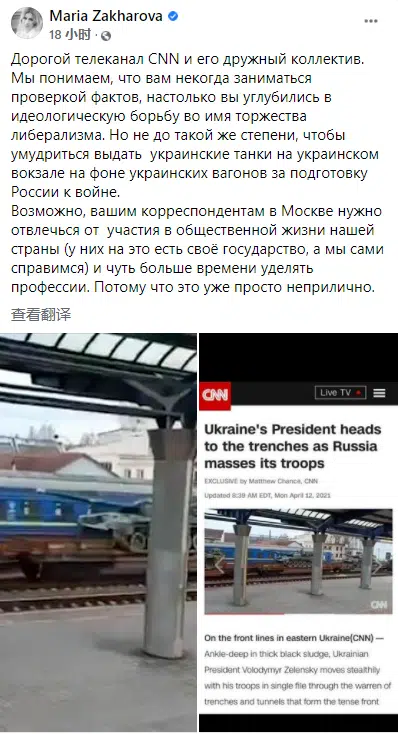 Maria Zakharova
18 小时 ·
Дорогой телеканал CNN и его дружный коллектив.
Мы понимаем, что вам некогда заниматься
проверкой фактов, настолько вы углубились в
идеологическую борьбу во имя торжества
либерализма. Но не до такой же степени, чтобы
умудриться выдать украинские танки на украинском
вокзале на фоне украинских вагонов за подготовку
России к войне.
Возможно, вашим корреспондентам в Москве нужно
отвлечься от участия в общественной жизни нашей
страны (у них на это есть своё государство, а мы сами
справимся) и чуть больше времени уделять
профессии. Потому что это уже просто неприлично.
查看翻译
CNN
Live TV
Ukraine's President heads
to the trenches as Russia
masses its troops
EXCLUSIVE by Matthew Chance, CNN
Updated 8:39 AM EDT, Mon April 12, 2021
CNN
On the front lines in eastern Ukraine(CNN) —
Ankle-deep in thick black sludge, Ukrainian
President Volodymyr Zelensky moves stealthily
with his troops in single file through the warren of
trenches and tunnels that form the tense front